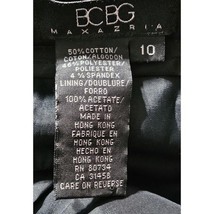 BCBG
MAXAZRIA
10
50% COTTON/
COTON/ALGODON
46% POLYESTER/
POLIESTER
4% SPANDEX
LINING/DOUBLURE/
FORRO
100% ACETATE/
ACETATO
MADE IN
HONG KONG
FABRIQUE EN
HONG KONG
HECHO EN
HONG KONG
RN 80734
CA 31458
CARE ON REVERSE